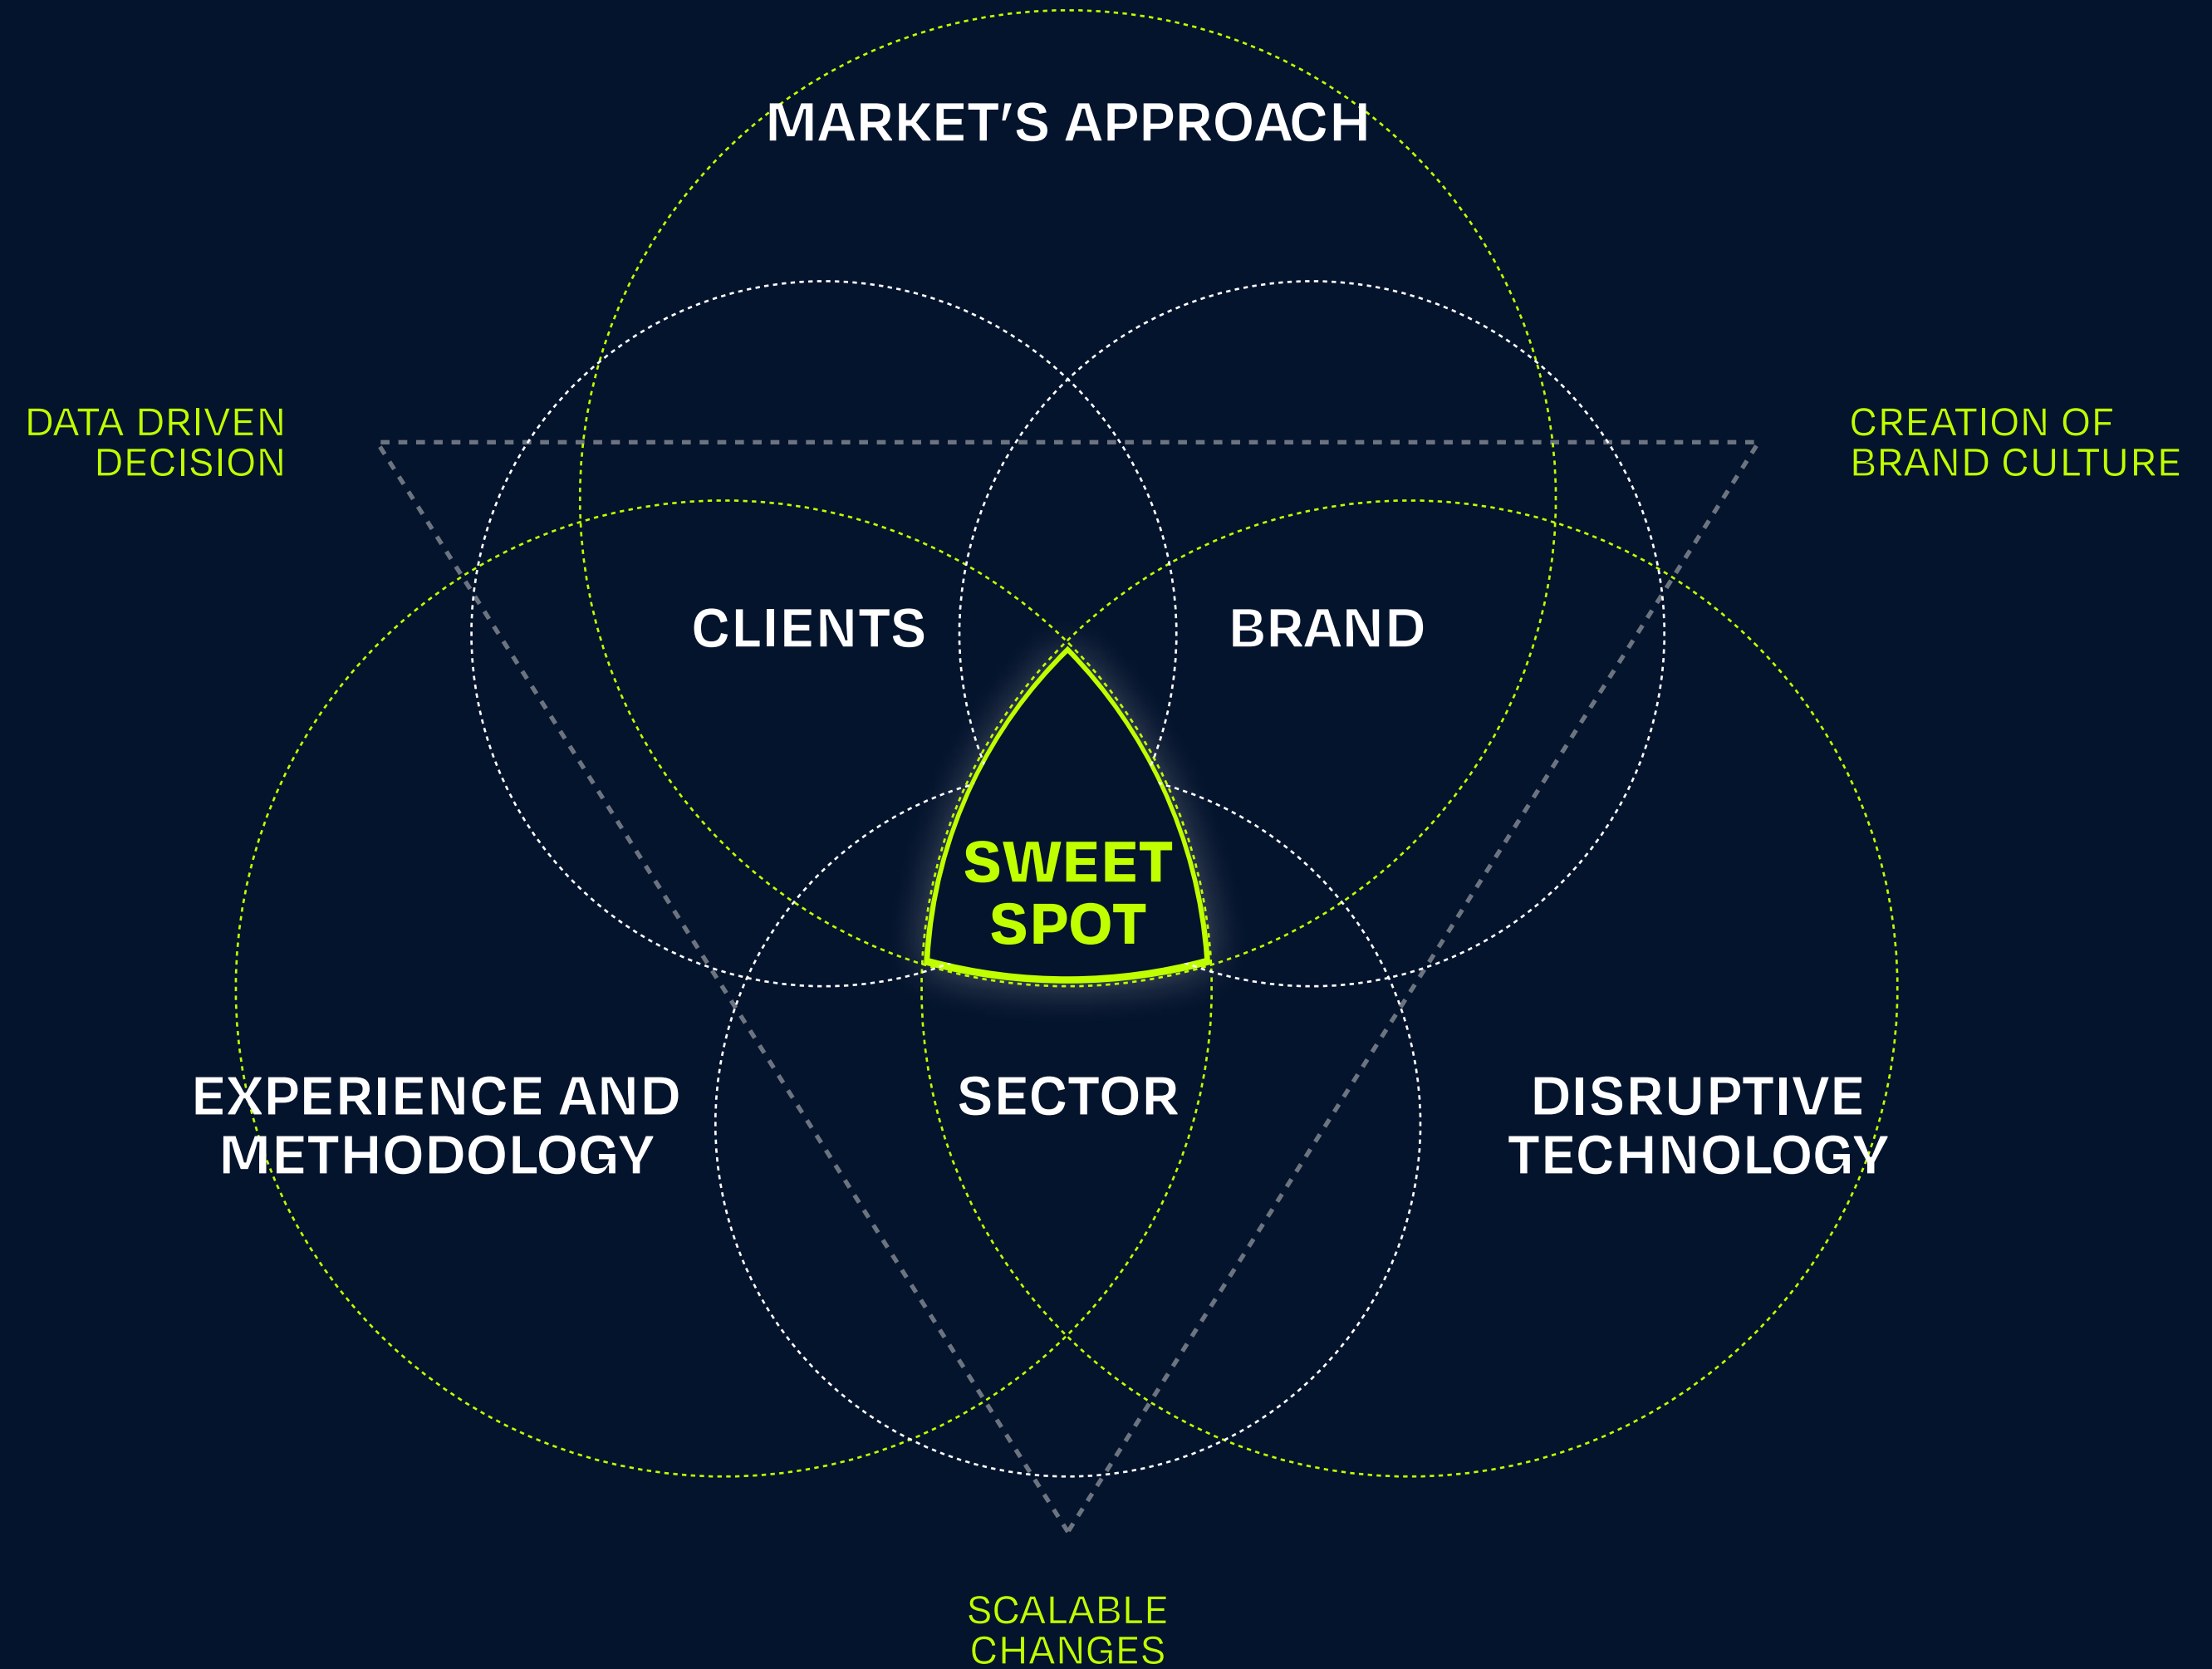 MARKET’S APPROACH
DATA DRIVEN
DECISION
CREATION OF
BRAND CULTURE
CLIENTS
BRAND
SWEET
SPOT
EXPERIENCE AND
METHODOLOGY
SECTOR
DISRUPTIVE
TECHNOLOGY
SCALABLE
CHANGES